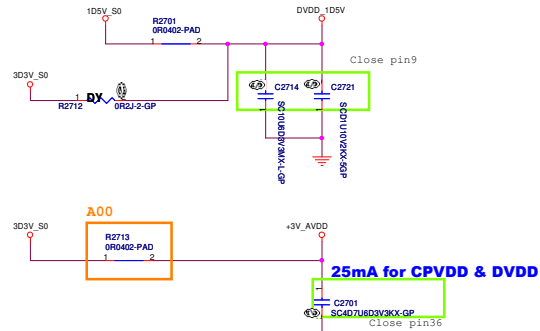 1D5V_S0
DVDD_1D5V
R2701
0R0402-PAD
1 2
Close pin9
3D3V_S0
C2714
C2721
DY
1
R2712
0R2J-2-GP
SC10U6D3V3MX-L-GP
SCD1U10V2KX-5GP
A00
3D3V_S0
+3V_AVDD
R2713
0R0402-PAD
1 2
25mA for CPVDD & DVDD
1
C2701
SC4D7U6D3V3KX-GP
Close pin36